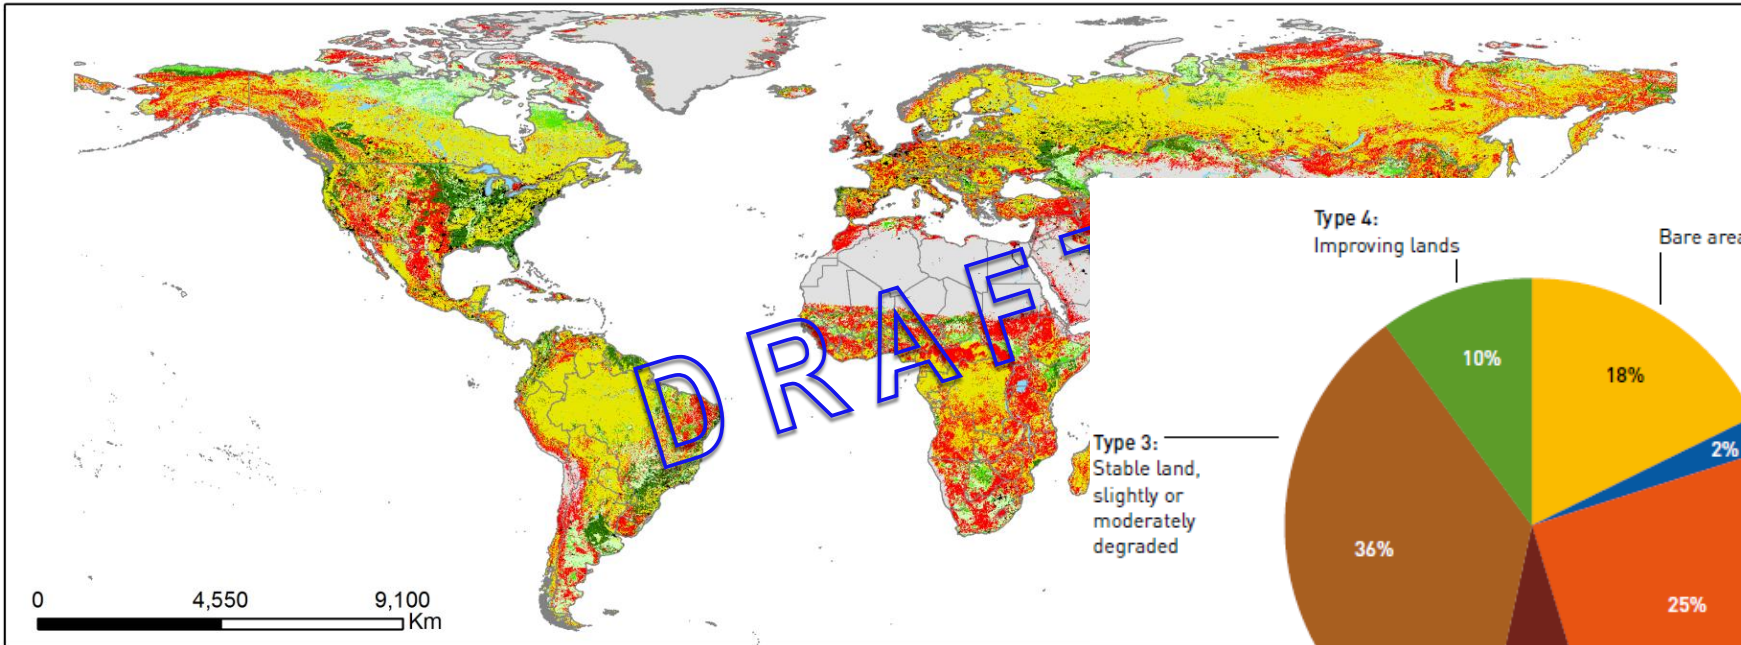 Type 4:
Improving lands
Bare area
10%
18%
2%
DRAFT
Type 3:
Stable land,
slightly or
moderately
degraded
36%
25%
0 4,550 9,100
Km